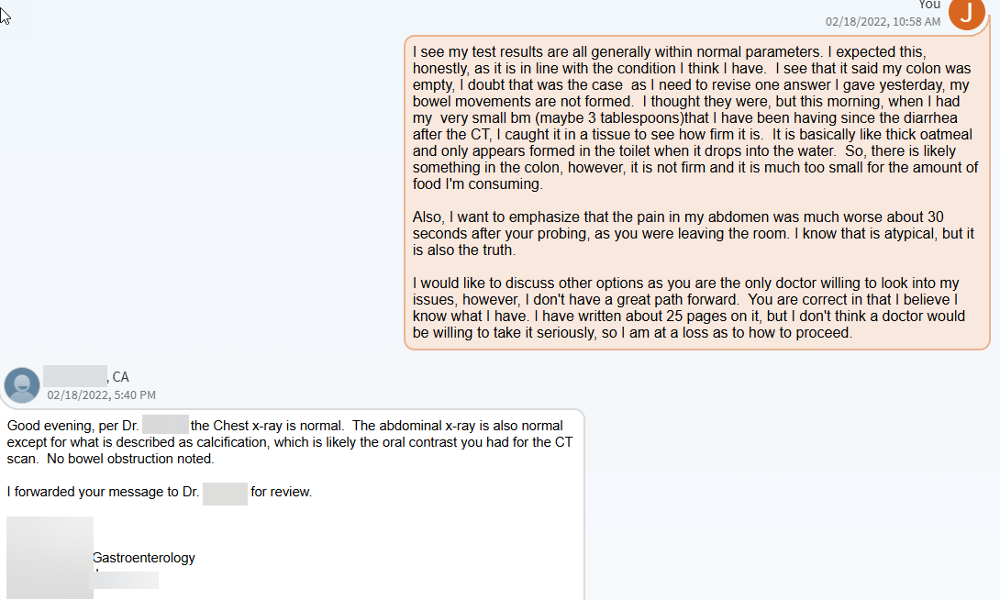 You
02/18/2022, 10:58 AM
J
I see my test results are all generally within normal parameters. I expected this,
honestly, as it is in line with the condition I think I have.  I see that it said my colon was
empty, I doubt that was the case  as I need to revise one answer I gave yesterday, my
bowel movements are not formed.  I thought they were, but this morning, when I had
my  very small bm (maybe 3 tablespoons)that I have been having since the diarrhea
after the CT, I caught it in a tissue to see how firm it is.  It is basically like thick oatmeal
and only appears formed in the toilet when it drops into the water.  So, there is likely
something in the colon, however, it is not firm and it is much too small for the amount of
food I'm consuming.
Also, I want to emphasize that the pain in my abdomen was much worse about 30
seconds after your probing, as you were leaving the room. I know that is atypical, but it
is also the truth.
I would like to discuss other options as you are the only doctor willing to look into my
issues, however, I don't have a great path forward.  You are correct in that I believe I
know what I have. I have written about 25 pages on it, but I don't think a doctor would
be willing to take it seriously, so I am at a loss as to how to proceed.
, CA
02/18/2022, 5:40 PM
Good evening, per Dr. the Chest x-ray is normal.  The abdominal x-ray is also normal
except for what is described as calcification, which is likely the oral contrast you had for the CT
scan.  No bowel obstruction noted.
I forwarded your message to Dr. for review.
Gastroenterology